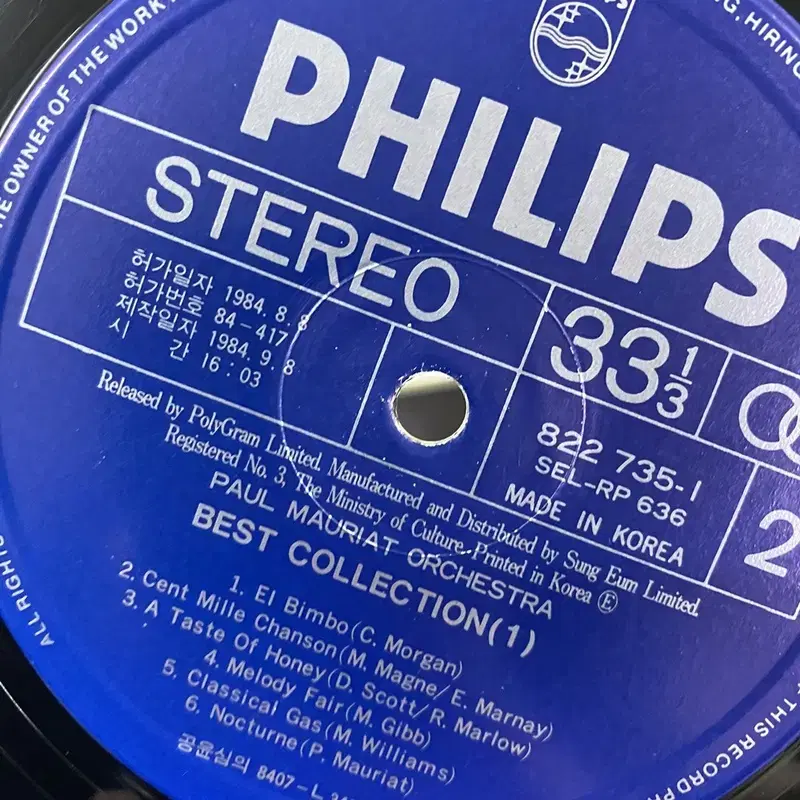 PHILIPS
STEREO
33 1/3
허가일자 1984. 8. 8
허가번호 84-417
제작일자 1984. 9. 8
시 간 16:03
822 735-1
SEL-RP 636
MADE IN KOREA
2
Released by PolyGram Limited. Manufactured and Distributed by Sung Eum Limited.
Registered No. 3, The Ministry of Culture. Printed in Korea Ⓔ
PAUL MAURIAT ORCHESTRA
BEST COLLECTION(1)
1. El Bimbo(C. Morgan)
2. Cent Mille Chanson(M. Magne/E. Marnay)
3. A Taste Of Honey(D. Scott/R. Marlow)
4. Melody Fair(M. Gibb)
5. Classical Gas(M. Williams)
6. Nocturne(P. Mauriat)
공윤심의 8407-L
ALL RIGHTS
OWNER OF THE WORK
HIRING
THIS RECORD